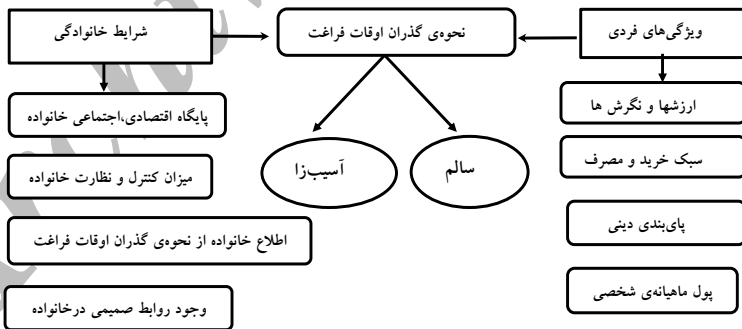 ویژگی‌های فردی
نحوه‌ی گذران اوقات فراغت
شرایط خانوادگی
ارزشها و نگرش ها
پایگاه اقتصادی،اجتماعی خانواده
سبک خرید و مصرف
سالم
آسیب‌زا
میزان کنترل و نظارت خانواده
پای‌بندی دینی
اطلاع خانواده از نحوه‌ی گذران اوقات فراغت
پول ماهیانه‌ی شخصی
وجود روابط صمیمی درخانواده